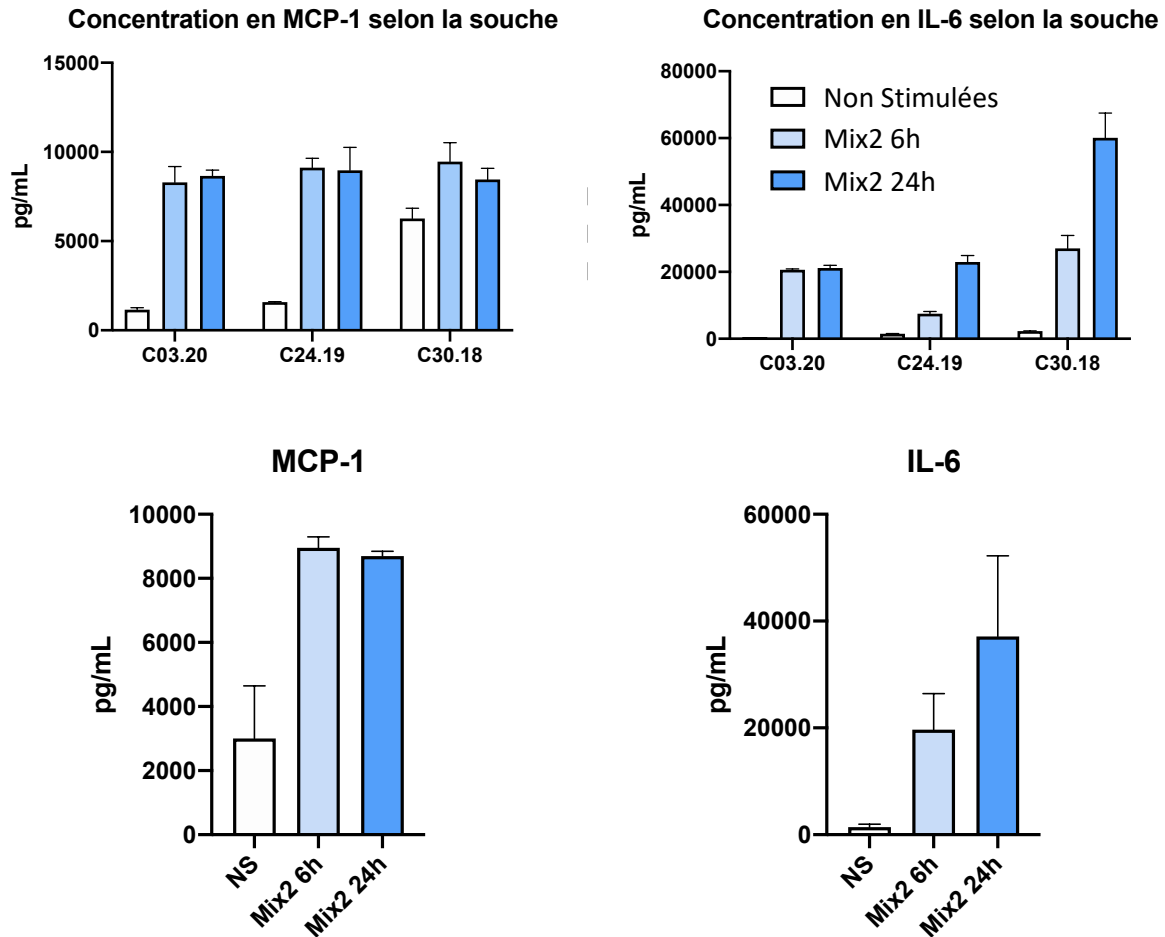 Concentration en MCP-1 selon la souche
15000
10000
5000
0
pg/mL
C03.20
C24.19
C30.18
Concentration en IL-6 selon la souche
80000
60000
40000
20000
0
pg/mL
Non Stimulées
Mix2 6h
Mix2 24h
C03.20
C24.19
C30.18
MCP-1
10000
8000
6000
4000
2000
0
pg/mL
NS
Mix2 6h
Mix2 24h
IL-6
60000
40000
20000
0
pg/mL
NS
Mix2 6h
Mix2 24h